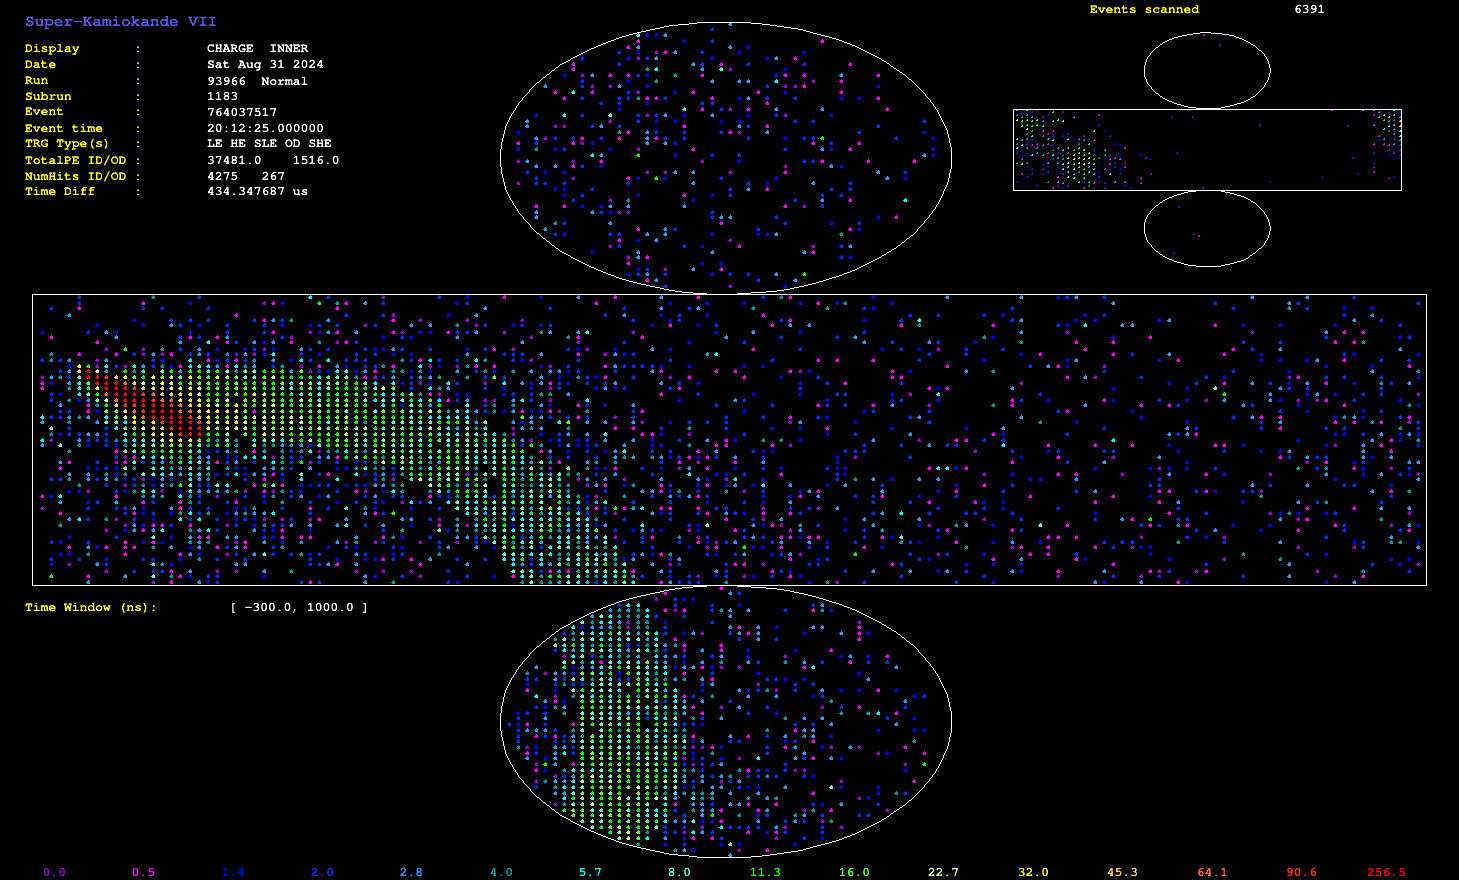 Super-Kamiokande VII
Events scanned 6391
Display : CHARGE INNER
Date : Sat Aug 31 2024
Run : 93966 Normal
Subrun : 1183
Event : 764037517
Event time : 20:12:25.000000
TRG Type(s) : LE HE SLE OD SHE
TotalPE ID/OD : 37481.0 1516.0
NumHits ID/OD : 4275 267
Time Diff : 434.347687 us
Time Window (ns): [ -300.0, 1000.0 ]
0.0 0.5 1.4 2.0 2.8 4.0 5.7 8.0 11.3 16.0 22.7 32.0 45.3 64.1 90.6 256.5